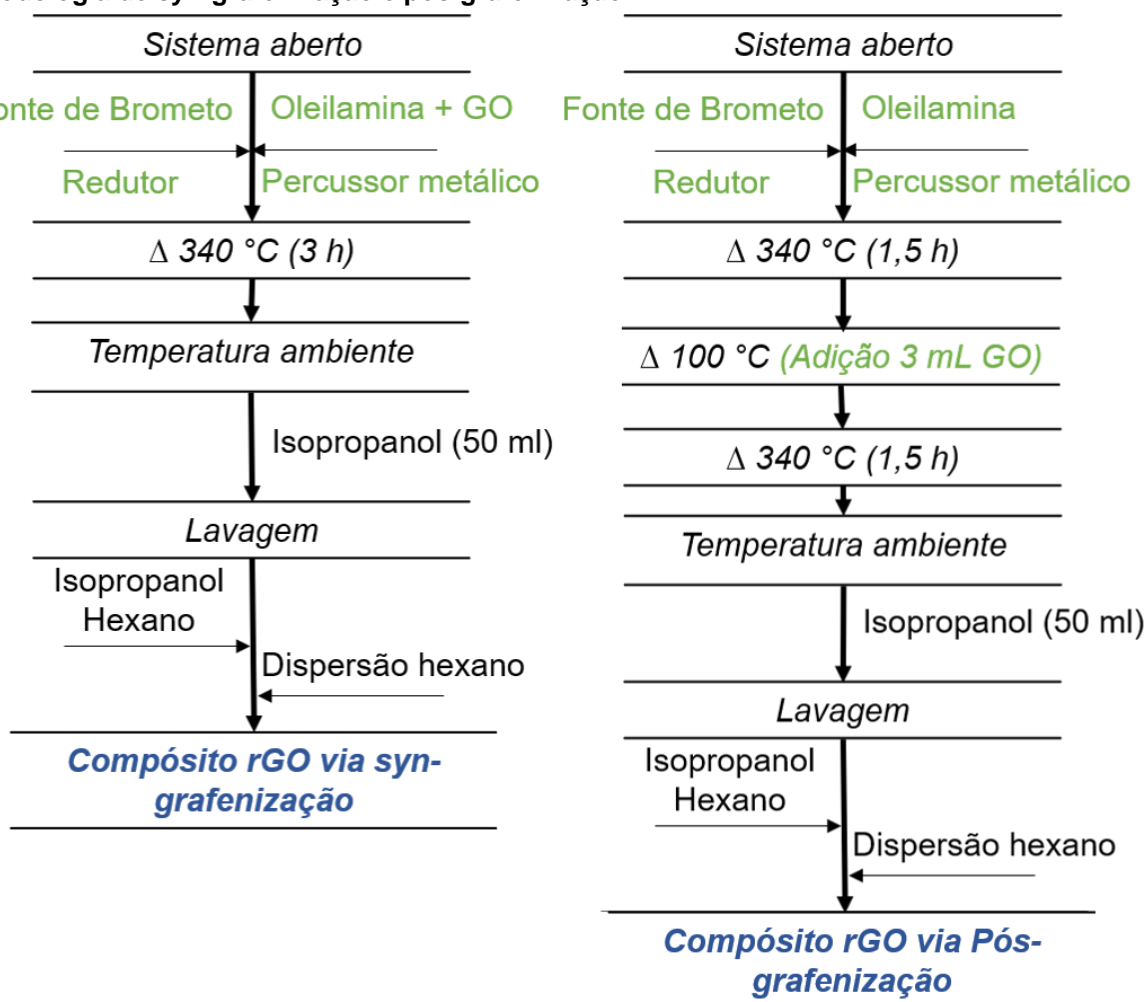 Sistema aberto
Fonte de Brometo
Oleilamina + GO
Redutor
Percussor metálico
Δ 340 °C (3 h)
Temperatura ambiente
Isopropanol (50 ml)
Lavagem
Isopropanol
Hexano
Dispersão hexano
Compósito rGO via syn-
grafenização
Sistema aberto
Fonte de Brometo
Oleilamina
Redutor
Percussor metálico
Δ 340 °C (1,5 h)
Δ 100 °C (Adição 3 mL GO)
Δ 340 °C (1,5 h)
Temperatura ambiente
Isopropanol (50 ml)
Lavagem
Isopropanol
Hexano
Dispersão hexano
Compósito rGO via Pós-
grafenização